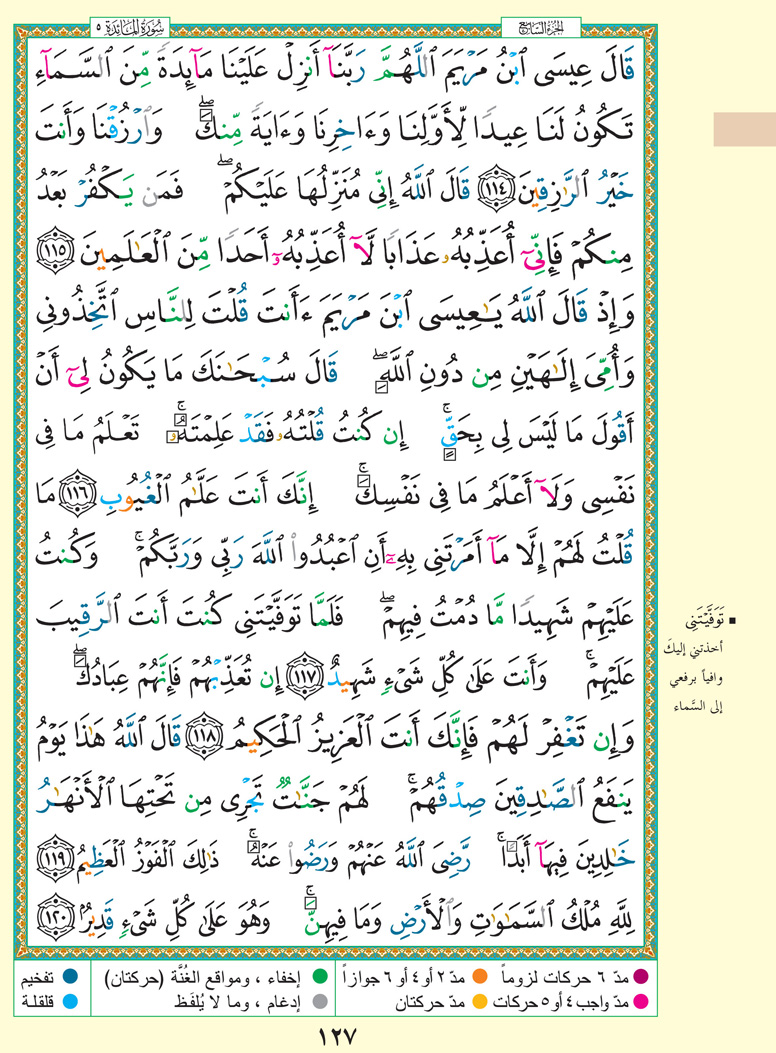 سُورَةُ المَائدة ٥
الجزءُ السَّابِع
قَالَ عِيسَى ٱبۡنُ مَرۡيَمَ ٱللَّهُمَّ رَبَّنَآ أَنزِلۡ عَلَيۡنَا مَآئِدَةٗ مِّنَ ٱلسَّمَآءِ
تَكُونُ لَنَا عِيدٗا لِّأَوَّلِنَا وَءَاخِرِنَا وَءَايَةٗ مِّنكَۖ وَٱرۡزُقۡنَا وَأَنتَ
خَيۡرُ ٱلرَّٰزِقِينَ ١١٤ قَالَ ٱللَّهُ إِنِّي مُنَزِّلُهَا عَلَيۡكُمۡۖ فَمَن يَكۡفُرۡ بَعۡدُ
مِنكُمۡ فَإِنِّيٓ أُعَذِّبُهُۥ عَذَابٗا لَّآ أُعَذِّبُهُۥٓ أَحَدٗا مِّنَ ٱلۡعَٰلَمِينَ ١١٥
وَإِذۡ قَالَ ٱللَّهُ يَٰعِيسَى ٱبۡنَ مَرۡيَمَ ءَأَنتَ قُلۡتَ لِلنَّاسِ ٱتَّخِذُونِي
وَأُمِّيَ إِلَٰهَيۡنِ مِن دُونِ ٱللَّهِۖ قَالَ سُبۡحَٰنَكَ مَا يَكُونُ لِيٓ أَنۡ
أَقُولَ مَا لَيۡسَ لِي بِحَقٍّۚ إِن كُنتُ قُلۡتُهُۥ فَقَدۡ عَلِمۡتَهُۥۚ تَعۡلَمُ مَا فِي
نَفۡسِي وَلَآ أَعۡلَمُ مَا فِي نَفۡسِكَۚ إِنَّكَ أَنتَ عَلَّٰمُ ٱلۡغُيُوبِ ١١٦ مَا
قُلۡتُ لَهُمۡ إِلَّا مَآ أَمَرۡتَنِي بِهِۦٓ أَنِ ٱعۡبُدُواْ ٱللَّهَ رَبِّي وَرَبَّكُمۡۚ وَكُنتُ
عَلَيۡهِمۡ شَهِيدٗا مَّا دُمۡتُ فِيهِمۡۖ فَلَمَّا تَوَفَّيۡتَنِي كُنتَ أَنتَ ٱلرَّقِيبَ
عَلَيۡهِمۡۚ وَأَنتَ عَلَىٰ كُلِّ شَيۡءٖ شَهِيدٌ ١١٧ إِن تُعَذِّبۡهُمۡ فَإِنَّهُمۡ عِبَادُكَۖ
وَإِن تَغۡفِرۡ لَهُمۡ فَإِنَّكَ أَنتَ ٱلۡعَزِيزُ ٱلۡحَكِيمُ ١١٨ قَالَ ٱللَّهُ هَٰذَا يَوۡمُ
يَنفَعُ ٱلصَّٰدِقِينَ صِدۡقُهُمۡۚ لَهُمۡ جَنَّٰتٞ تَجۡرِي مِن تَحۡتِهَا ٱلۡأَنۡهَٰرُ
خَٰلِدِينَ فِيهَآ أَبَدٗاۚ رَّضِيَ ٱللَّهُ عَنۡهُمۡ وَرَضُواْ عَنۡهُۚ ذَٰلِكَ ٱلۡفَوۡزُ ٱلۡعَظِيمُ ١١٩
لِلَّهِ مُلۡكُ ٱلسَّمَٰوَٰتِ وَٱلۡأَرۡضِ وَمَا فِيهِنَّۚ وَهُوَ عَلَىٰ كُلِّ شَيۡءٖ قَدِيرُۢ ١٢٠
▪ تَوَفَّيْتَنِي
أخذتني إليكَ
وافياً برفعي
إلى السَّماء
● مدّ ٦ حركات لزوماً ● مدّ ٢ أو ٤ أو ٦ جوازاً ● إخفاء ، ومواقع الغُنَّة (حركتان) ● تفخيم
● مدّ واجب ٤ أو ٥ حركات ● مدّ حركتان ● إدغام ، وما لا يُلفَظ ● قلقلة
١٢٧